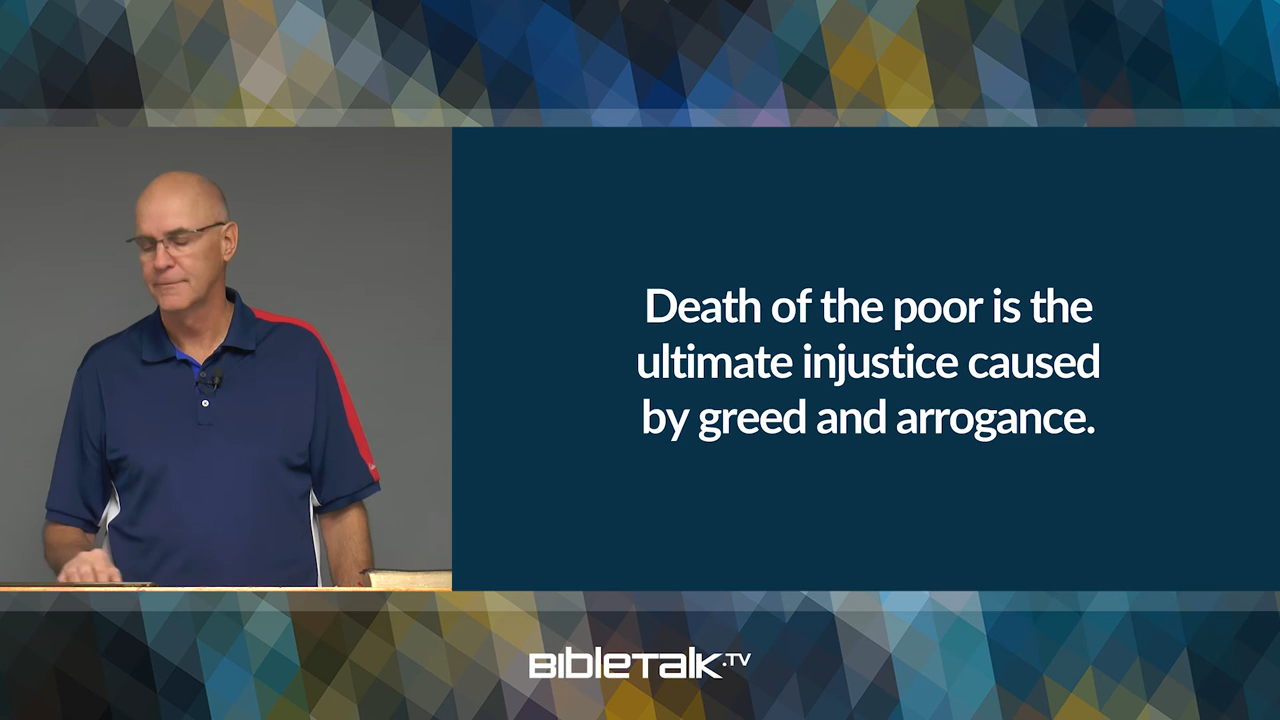 Death of the poor is the
ultimate injustice caused
by greed and arrogance.
BIBLETALK.TV